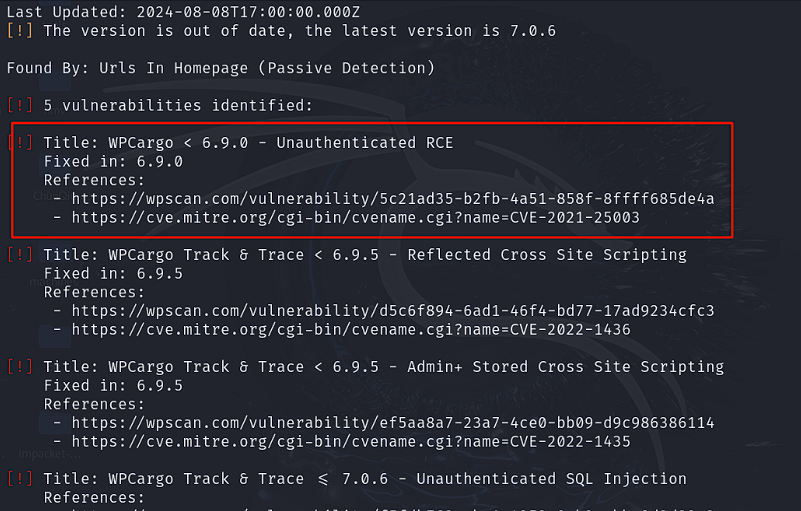 Last Updated: 2024-08-08T17:00:00.000Z
[!] The version is out of date, the latest version is 7.0.6
Found By: Urls In Homepage (Passive Detection)
[!] 5 vulnerabilities identified:
[!] Title: WPCargo < 6.9.0 - Unauthenticated RCE
Fixed in: 6.9.0
References:
- https://wpscan.com/vulnerability/5c21ad35-b2fb-4a51-858f-8ffff685de4a
- https://cve.mitre.org/cgi-bin/cvename.cgi?name=CVE-2021-25003
[!] Title: WPCargo Track & Trace < 6.9.5 - Reflected Cross Site Scripting
Fixed in: 6.9.5
References:
- https://wpscan.com/vulnerability/d5c6f894-6ad1-46f4-bd77-17ad9234cfc3
- https://cve.mitre.org/cgi-bin/cvename.cgi?name=CVE-2022-1436
[!] Title: WPCargo Track & Trace < 6.9.5 - Admin+ Stored Cross Site Scripting
Fixed in: 6.9.5
References:
- https://wpscan.com/vulnerability/ef5aa8a7-23a7-4ce0-bb09-d9c986386114
- https://cve.mitre.org/cgi-bin/cvename.cgi?name=CVE-2022-1435
impacket-...
[!] Title: WPCargo Track & Trace <= 7.0.6 - Unauthenticated SQL Injection
References: